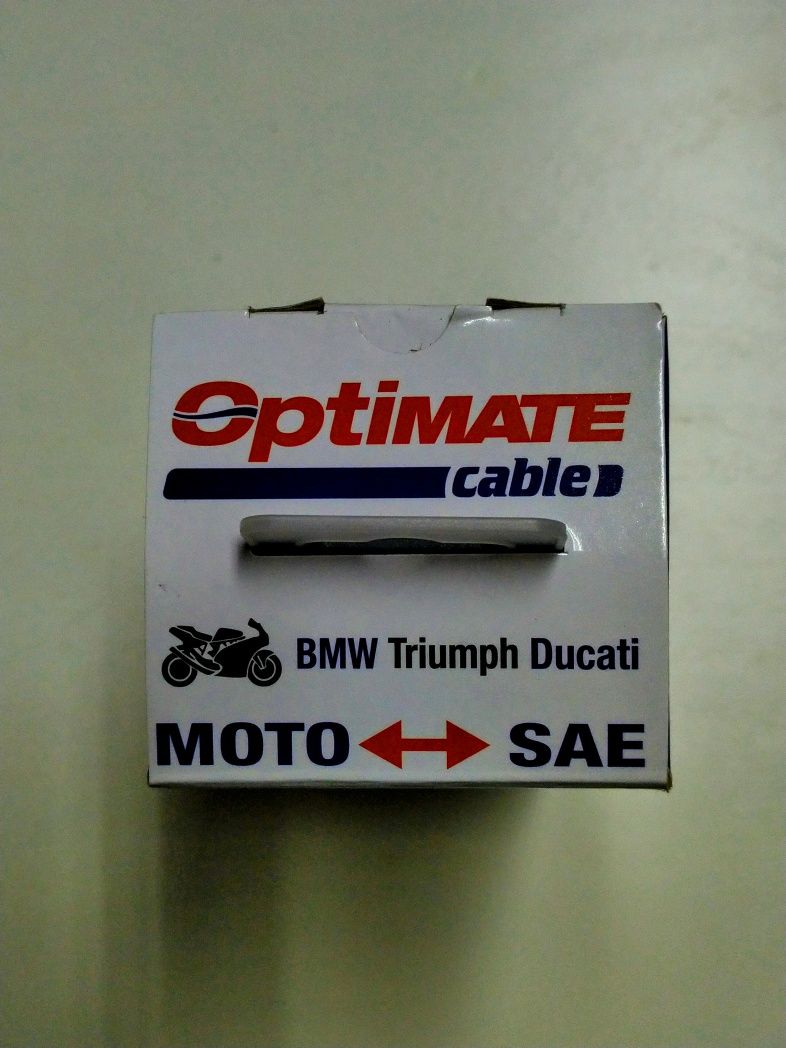 OptiMATE
cable
BMW Triumph Ducati
MOTO SAE